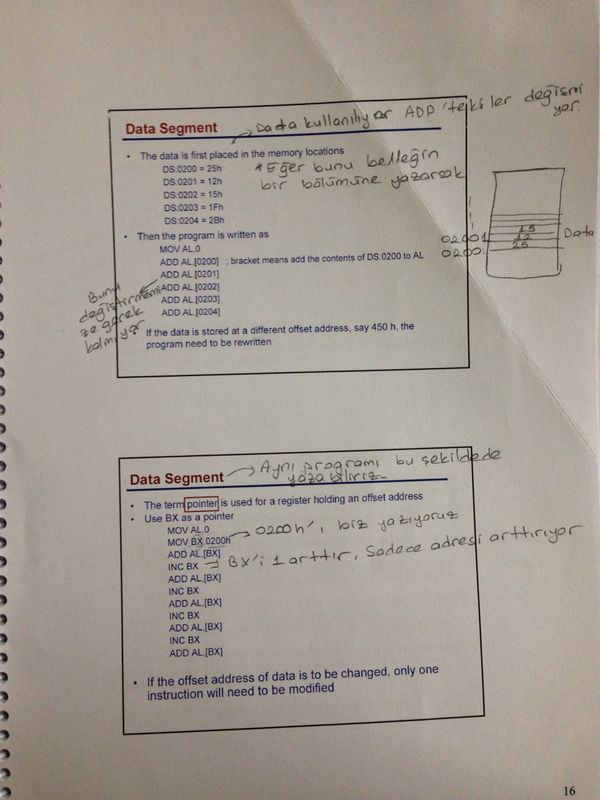 Data Segment → Data kullanılıyor ADD'tekiler değişmi
yor.
• The data is first placed in the memory locations
DS:0200 = 25h
* Eğer bunu belleğin
DS:0201 = 12h
bir bölümüne yazarsak
DS:0202 = 15h
DS:0203 = 1Fh
DS:0204 = 2Bh
• Then the program is written as
MOV AL,0
ADD AL,[0200] ; bracket means add the contents of DS:0200 to AL
ADD AL,[0201]
ADD AL,[0202]
ADD AL,[0203]
ADD AL,[0204]
Bunu
değiştirmemi
ze gerek
kalmıyor
If the data is stored at a different offset address, say 450 h, the
program need to be rewritten
15
02001 12 Data
0200 25
Data Segment → Aynı programı bu şekildede
yazabiliriz
• The term pointer is used for a register holding an offset address
• Use BX as a pointer
MOV AL,0
MOV BX,0200h → 0200h', biz yazıyoruz
ADD AL,[BX]
INC BX → BX'i 1 arttır, Sadece adresi arttırıyor
ADD AL,[BX]
INC BX
ADD AL,[BX]
INC BX
ADD AL,[BX]
INC BX
ADD AL,[BX]
• If the offset address of data is to be changed, only one
instruction will need to be modified
16